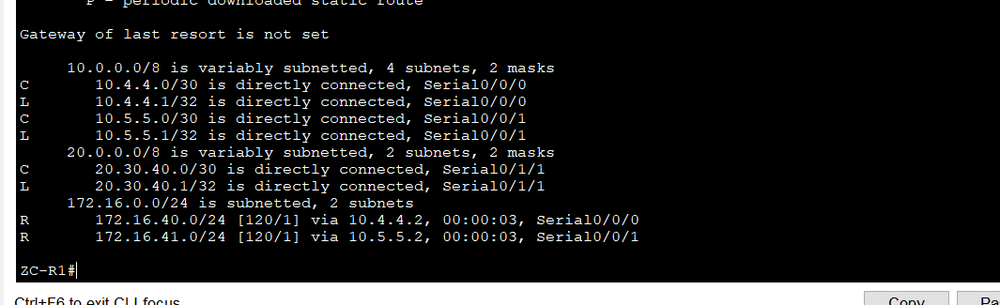 P - periodic downloaded static route
Gateway of last resort is not set
10.0.0.0/8 is variably subnetted, 4 subnets, 2 masks
C 10.4.4.0/30 is directly connected, Serial0/0/0
L 10.4.4.1/32 is directly connected, Serial0/0/0
C 10.5.5.0/30 is directly connected, Serial0/0/1
L 10.5.5.1/32 is directly connected, Serial0/0/1
20.0.0.0/8 is variably subnetted, 2 subnets, 2 masks
C 20.30.40.0/30 is directly connected, Serial0/1/1
L 20.30.40.1/32 is directly connected, Serial0/1/1
172.16.0.0/24 is subnetted, 2 subnets
R 172.16.40.0/24 [120/1] via 10.4.4.2, 00:00:03, Serial0/0/0
R 172.16.41.0/24 [120/1] via 10.5.5.2, 00:00:03, Serial0/0/1
ZC-R1#
Ctrl+F6 to exit CLI focus
Copy